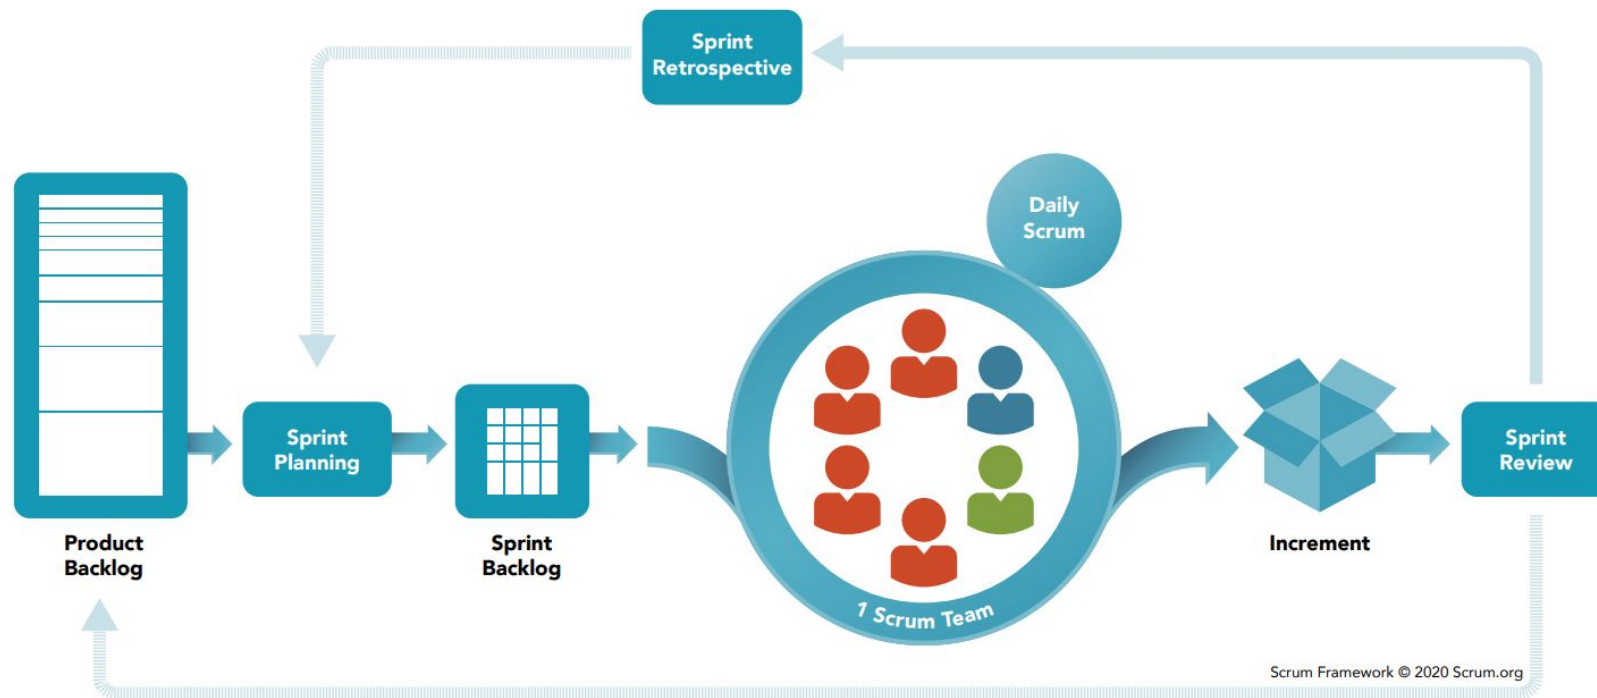 Sprint
Retrospective
Daily
Scrum
Sprint
Planning
Sprint
Review
Product
Backlog
Sprint
Backlog
Increment
1 Scrum Team
Scrum Framework © 2020 Scrum.org